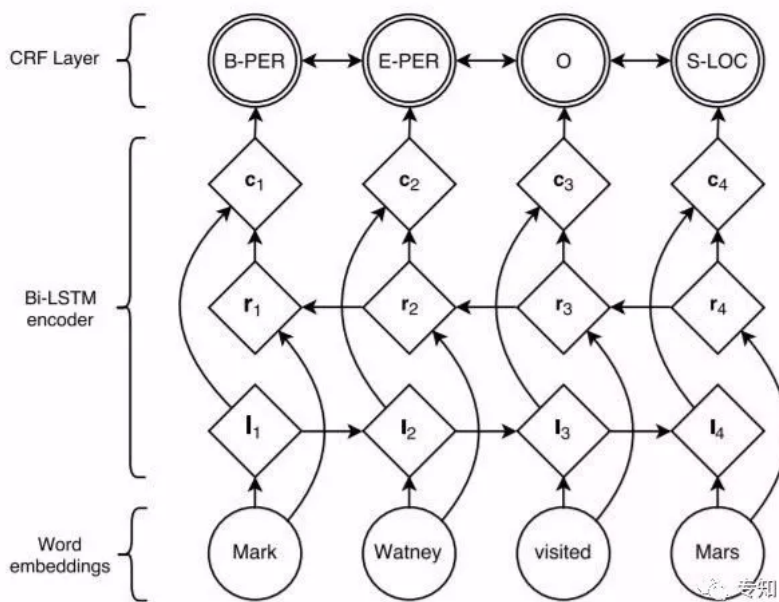 CRF Layer
B-PER E-PER O S-LOC
c1 c2 c3 c4
Bi-LSTM
encoder
r1 r2 r3 r4
l1 l2 l3 l4
Word
embeddings
Mark Watney visited Mars
专知